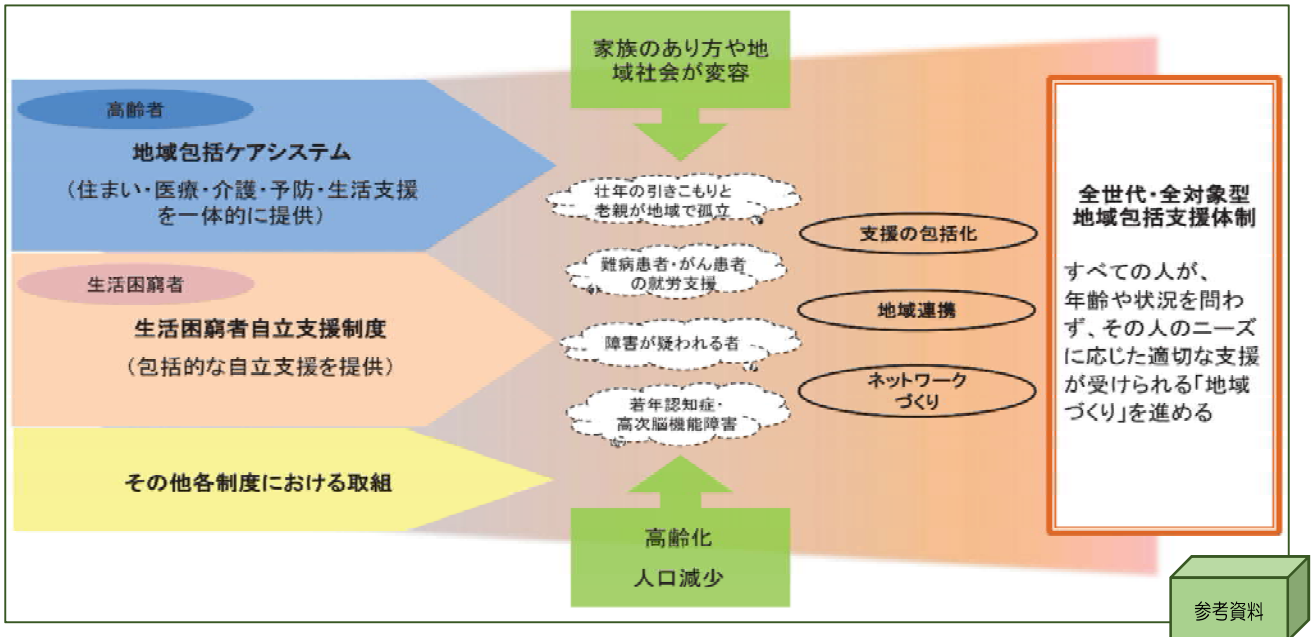 家族のあり方や地
域社会が変容
高齢者
地域包括ケアシステム
（住まい・医療・介護・予防・生活支援
を一体的に提供）
生活困窮者
生活困窮者自立支援制度
（包括的な自立支援を提供）
その他各制度における取組
壮年の引きこもりと
老親が地域で孤立
難病患者・がん患者
の就労支援
障害が疑われる者
若年認知症・
高次脳機能障害
高齢化
人口減少
支援の包括化
地域連携
ネットワーク
づくり
全世代・全対象型
地域包括支援体制
すべての人が、
年齢や状況を問わ
ず、その人のニーズ
に応じた適切な支援
が受けられる「地域
づくり」を進める
参考資料